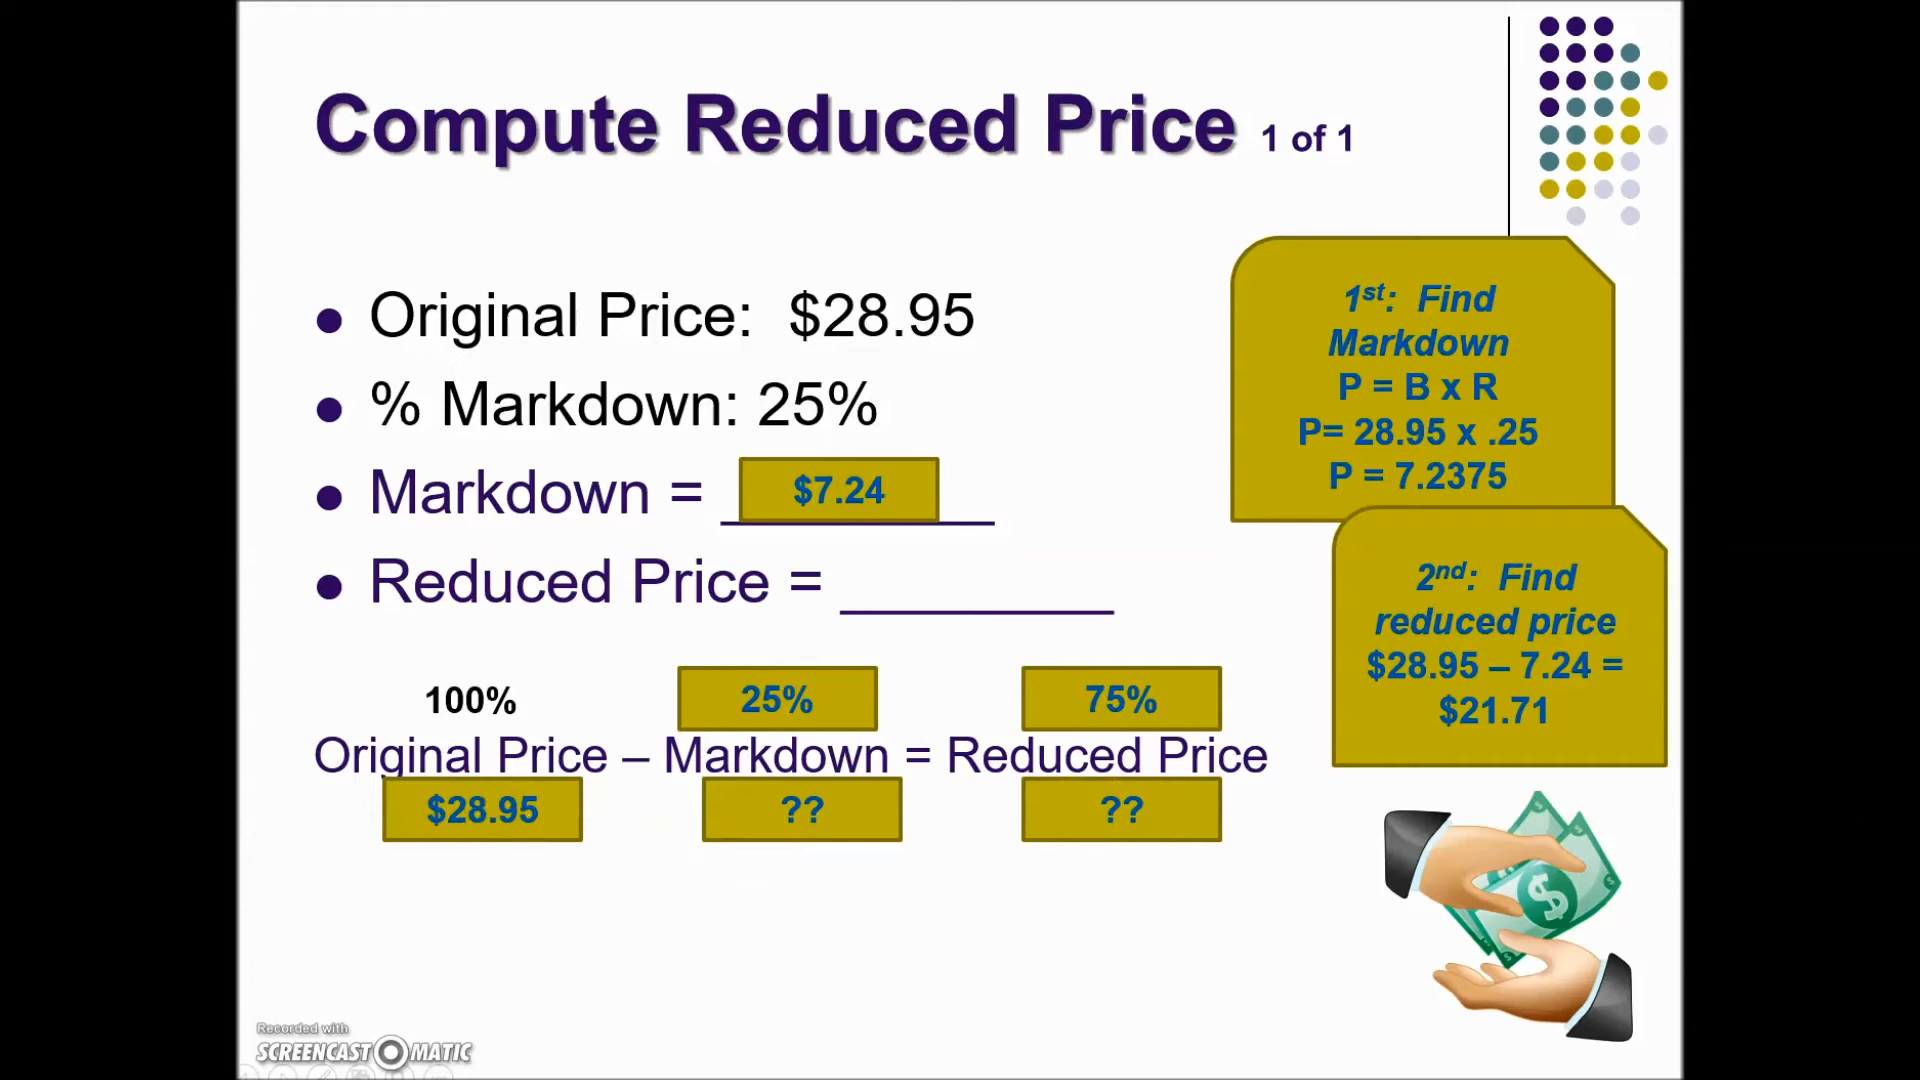 Compute Reduced Price 1 of 1
Original Price: $28.95
% Markdown: 25%
Markdown = $7.24
Reduced Price = ________
100% 25% 75%
Original Price – Markdown = Reduced Price
$28.95 ?? ??
1st: Find
Markdown
P = B x R
P= 28.95 x .25
P = 7.2375
2nd: Find
reduced price
$28.95 – 7.24 =
$21.71
Recorded with
SCREENCAST-O-MATIC